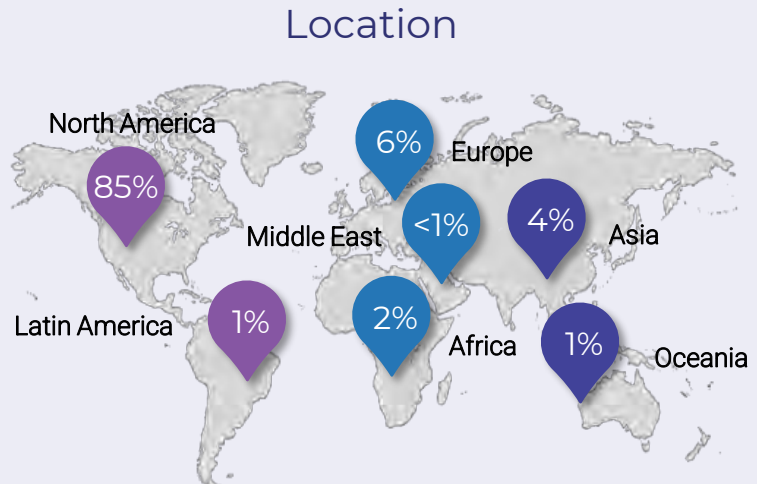 Location
North America
85%
6%
Europe
Middle East
<1%
4%
Asia
Latin America
1%
2%
Africa
1%
Oceania